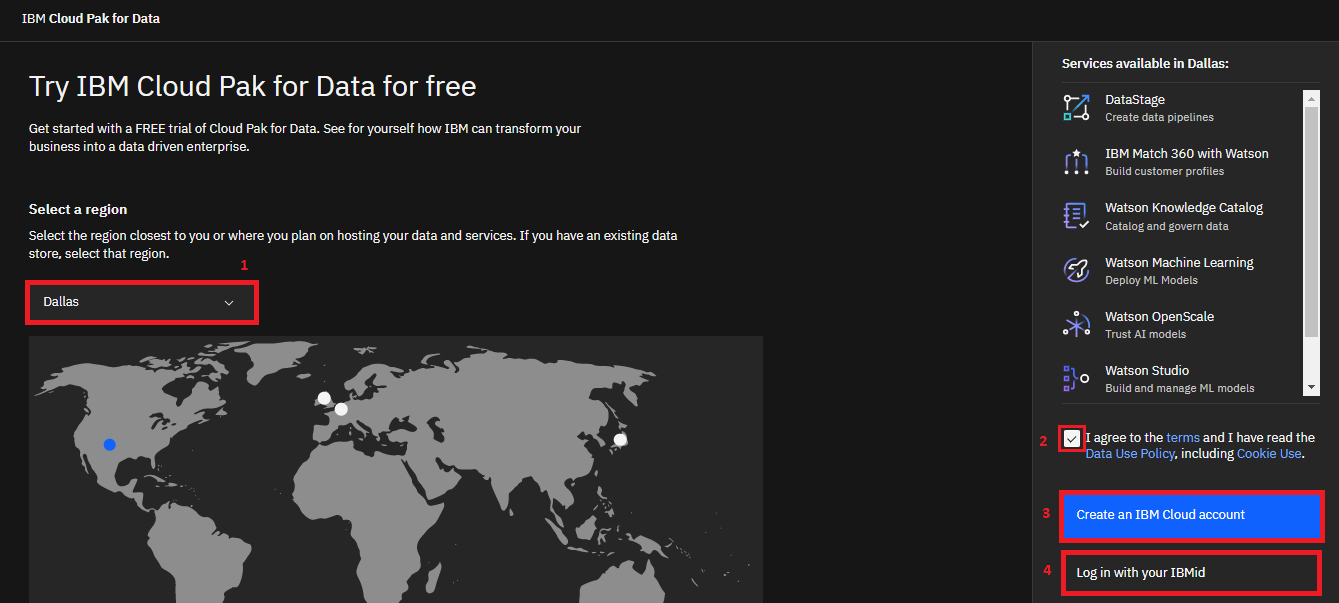 IBM Cloud Pak for Data
Try IBM Cloud Pak for Data for free
Get started with a FREE trial of Cloud Pak for Data. See for yourself how IBM can transform your
business into a data driven enterprise.
Select a region
Select the region closest to you or where you plan on hosting your data and services. If you have an existing data
store, select that region.
1
Dallas
Services available in Dallas:
DataStage
Create data pipelines
IBM Match 360 with Watson
Build customer profiles
Watson Knowledge Catalog
Catalog and govern data
Watson Machine Learning
Deploy ML Models
Watson OpenScale
Trust AI models
Watson Studio
Build and manage ML models
2
I agree to the terms and I have read the
Data Use Policy, including Cookie Use.
3
Create an IBM Cloud account
4
Log in with your IBMid